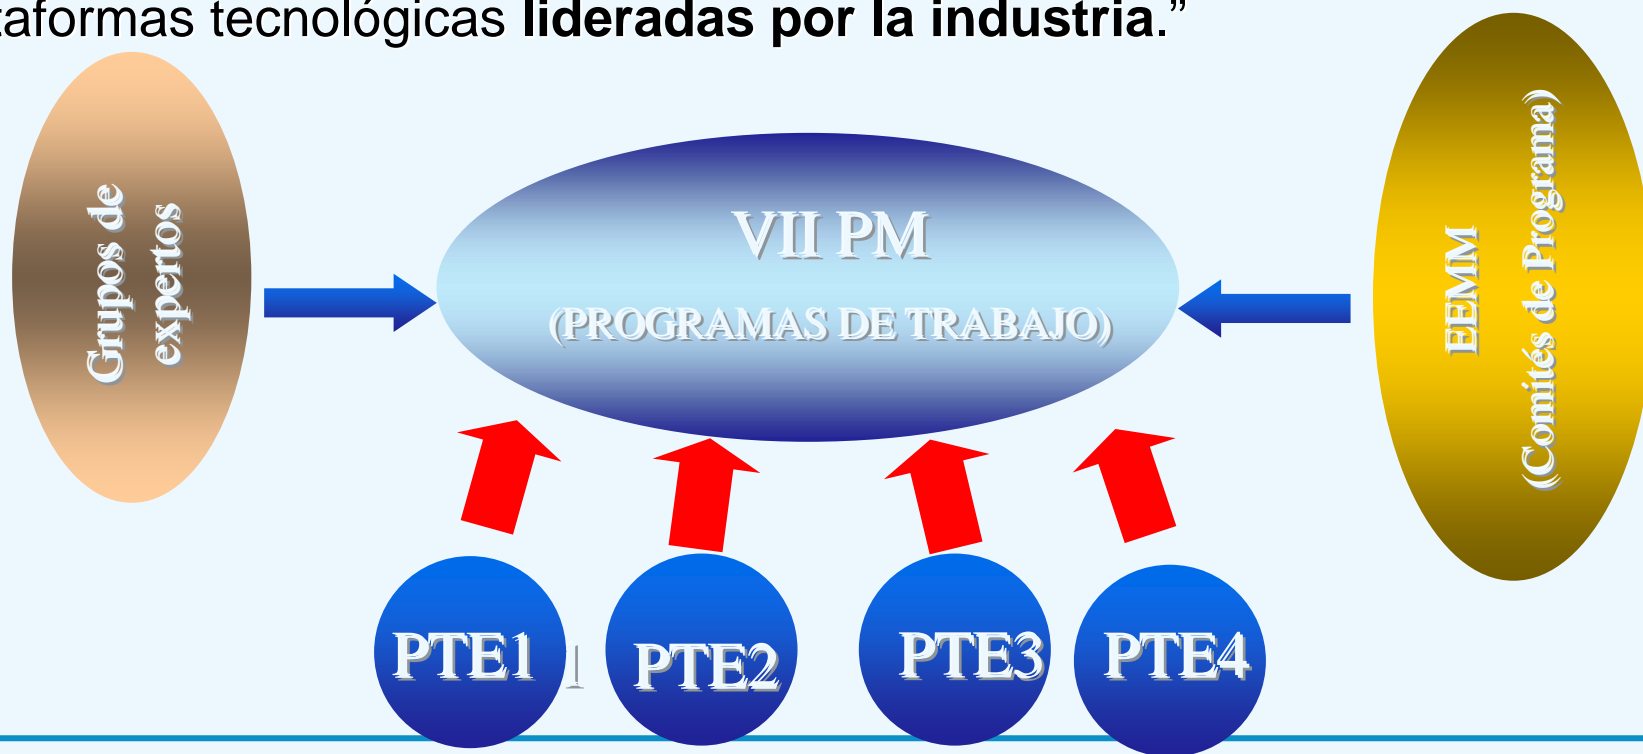 taformas tecnológicas lideradas por la industria.”
Grupos de
expertos
VII PM
(PROGRAMAS DE TRABAJO)
EEMM
(Comités de Programa)
PTE1 1
PTE2
PTE3
PTE4